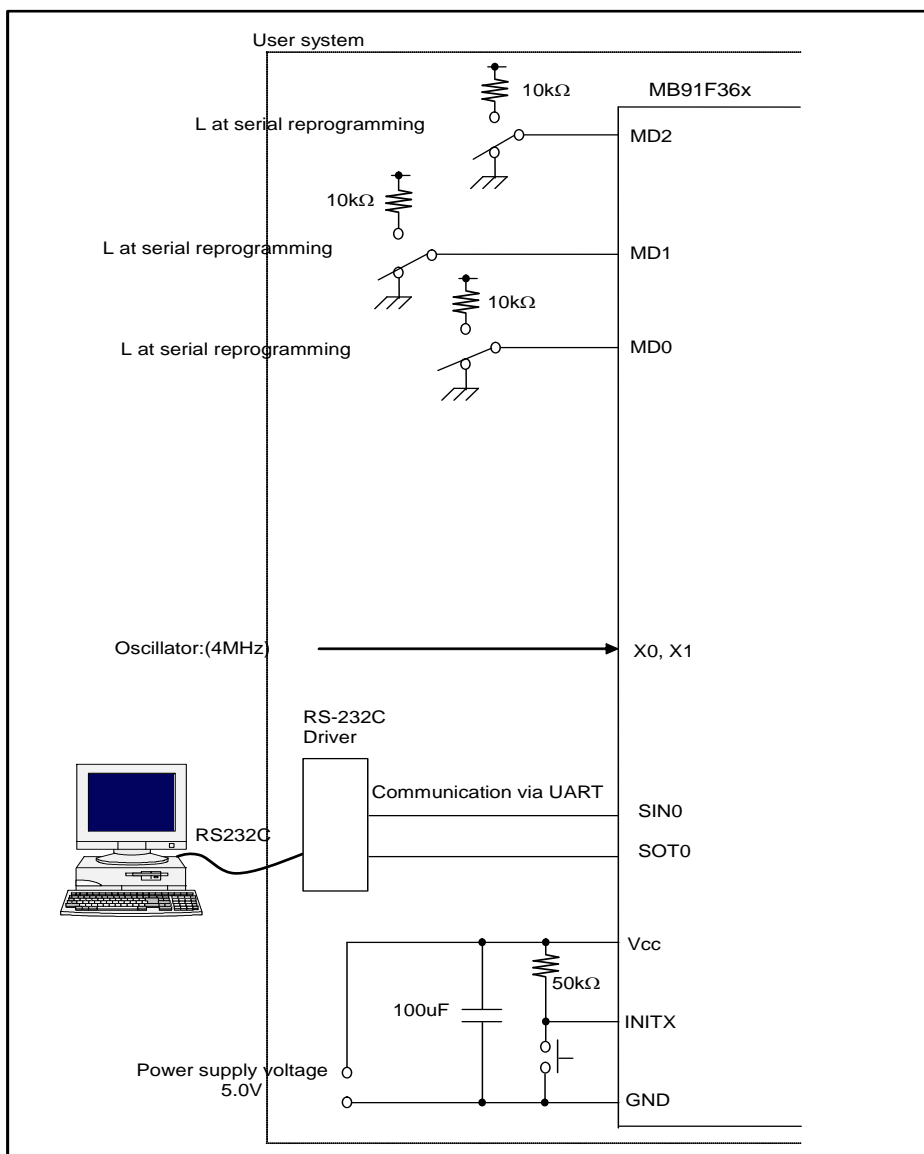 User system
10kΩ
MB91F36x
L at serial reprogramming
MD2
10kΩ
L at serial reprogramming
MD1
10kΩ
L at serial reprogramming
MD0
Oscillator:(4MHz)
X0, X1
RS-232C
Driver
Communication via UART
SIN0
RS232C
SOT0
Vcc
50kΩ
100uF
INITX
Power supply voltage
5.0V
GND